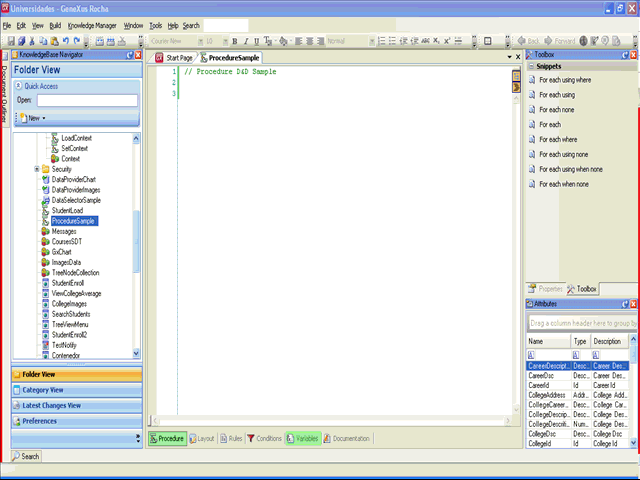 Universidades - GeneXus Rocha
File Edit View Build Knowledge Manager Window Tools Help Search
Courier New 10 B I U Normal Back Forward
KnowledgeBase Navigator
Folder View
Quick Access
Open:
New
LoadContext
SetContext
Context
Security
DataProviderChart
DataProviderImages
DataSelectorSample
StudentLoad
ProcedureSample
Messages
CoursesSDT
GxChart
ImagesData
TreeNodeCollection
StudentEnroll
ViewCollegeAverage
CollegeImages
SearchStudents
TreeViewMenu
StudentEnroll2
TestNotify
Contenedor
Folder View
Category View
Latest Changes View
Preferences
Search
Document Outliner
Start Page ProcedureSample
1 // Procedure D&D Sample
2
3
Procedure Layout Rules Conditions Variables Documentation
Toolbox
Snippets
For each using where
For each using
For each none
For each
For each where
For each using none
For each using when none
For each when none
Properties Toolbox
Attributes
Drag a column header here to group by
Name Type Description
CareerDescript... Desc... Career Des...
CareerDsc Desc... Career Des...
CareerId Id Career Id
CollegeAddress Addr... College Add...
CollegeCareer... Desc... College Car...
CollegeDescrip... Desc... College Des...
CollegeDescrifi... Num... College Des...
CollegeDsc Desc... College Des...
CollegeId Id College Id